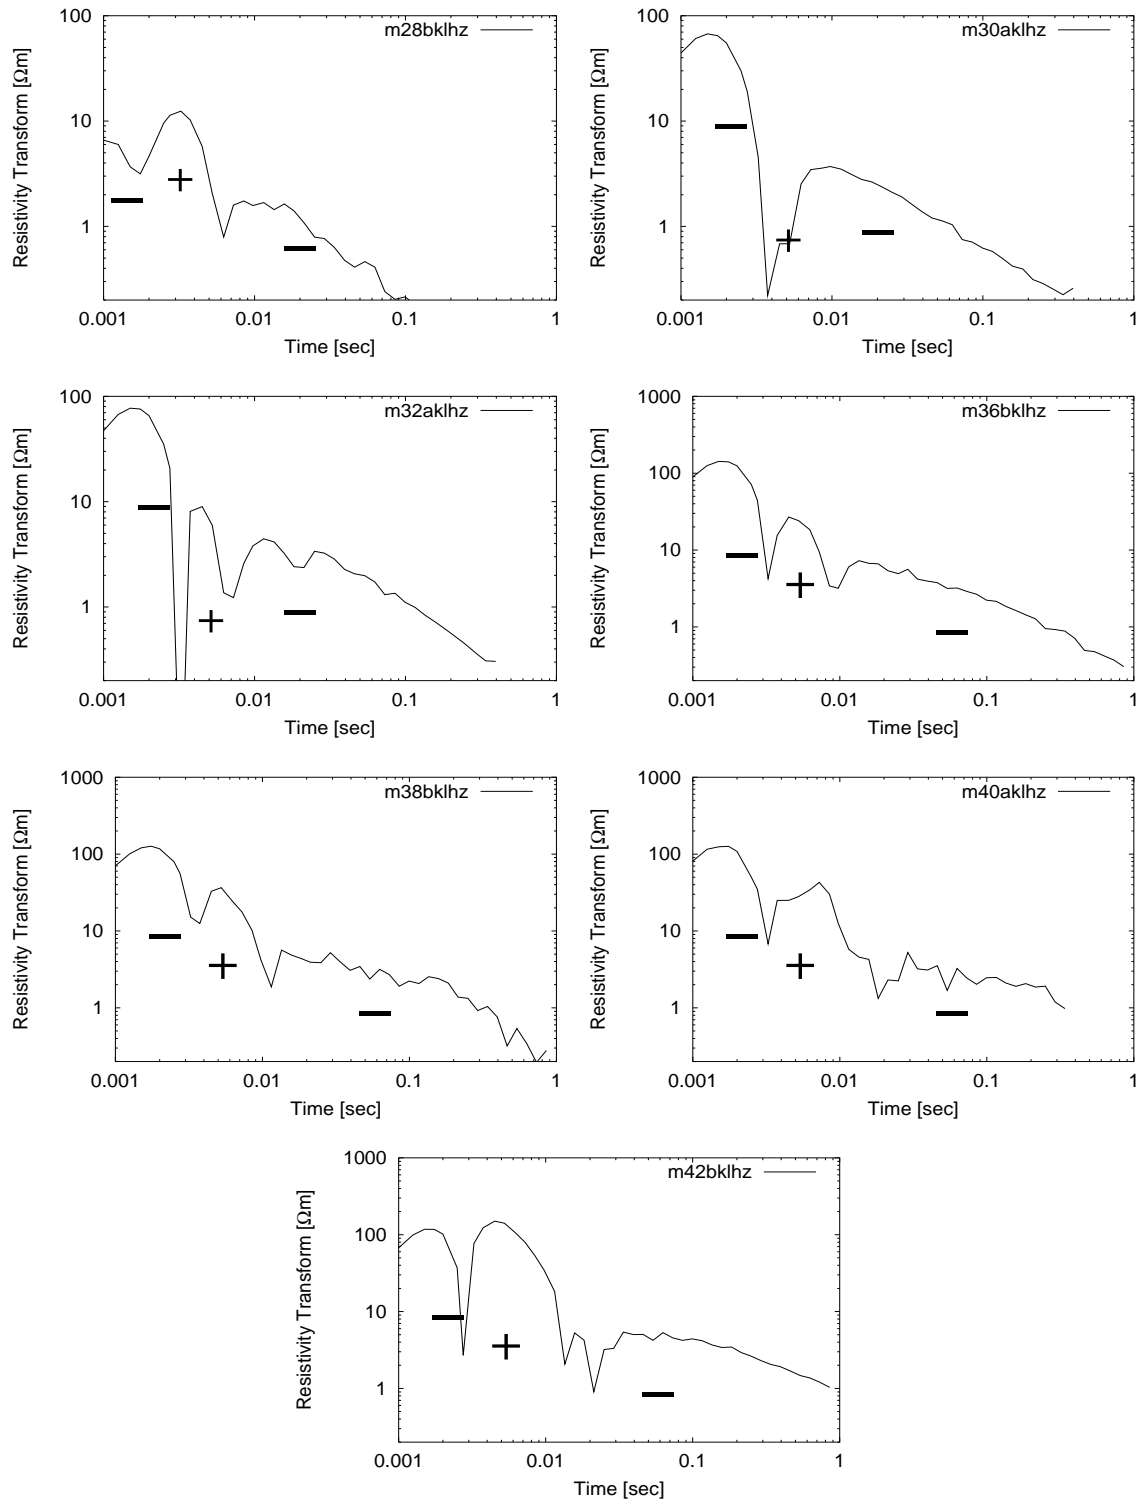 m28bklhz
Resistivity Transform [Ωm]
100
10
1
0.001 0.01 0.1 1
Time [sec]
m30aklhz
Resistivity Transform [Ωm]
100
10
1
0.001 0.01 0.1 1
Time [sec]
m32aklhz
Resistivity Transform [Ωm]
100
10
1
0.001 0.01 0.1 1
Time [sec]
m36bklhz
Resistivity Transform [Ωm]
1000
100
10
1
0.001 0.01 0.1 1
Time [sec]
m38bklhz
Resistivity Transform [Ωm]
1000
100
10
1
0.001 0.01 0.1 1
Time [sec]
m40aklhz
Resistivity Transform [Ωm]
1000
100
10
1
0.001 0.01 0.1 1
Time [sec]
m42bklhz
Resistivity Transform [Ωm]
1000
100
10
1
0.001 0.01 0.1 1
Time [sec]